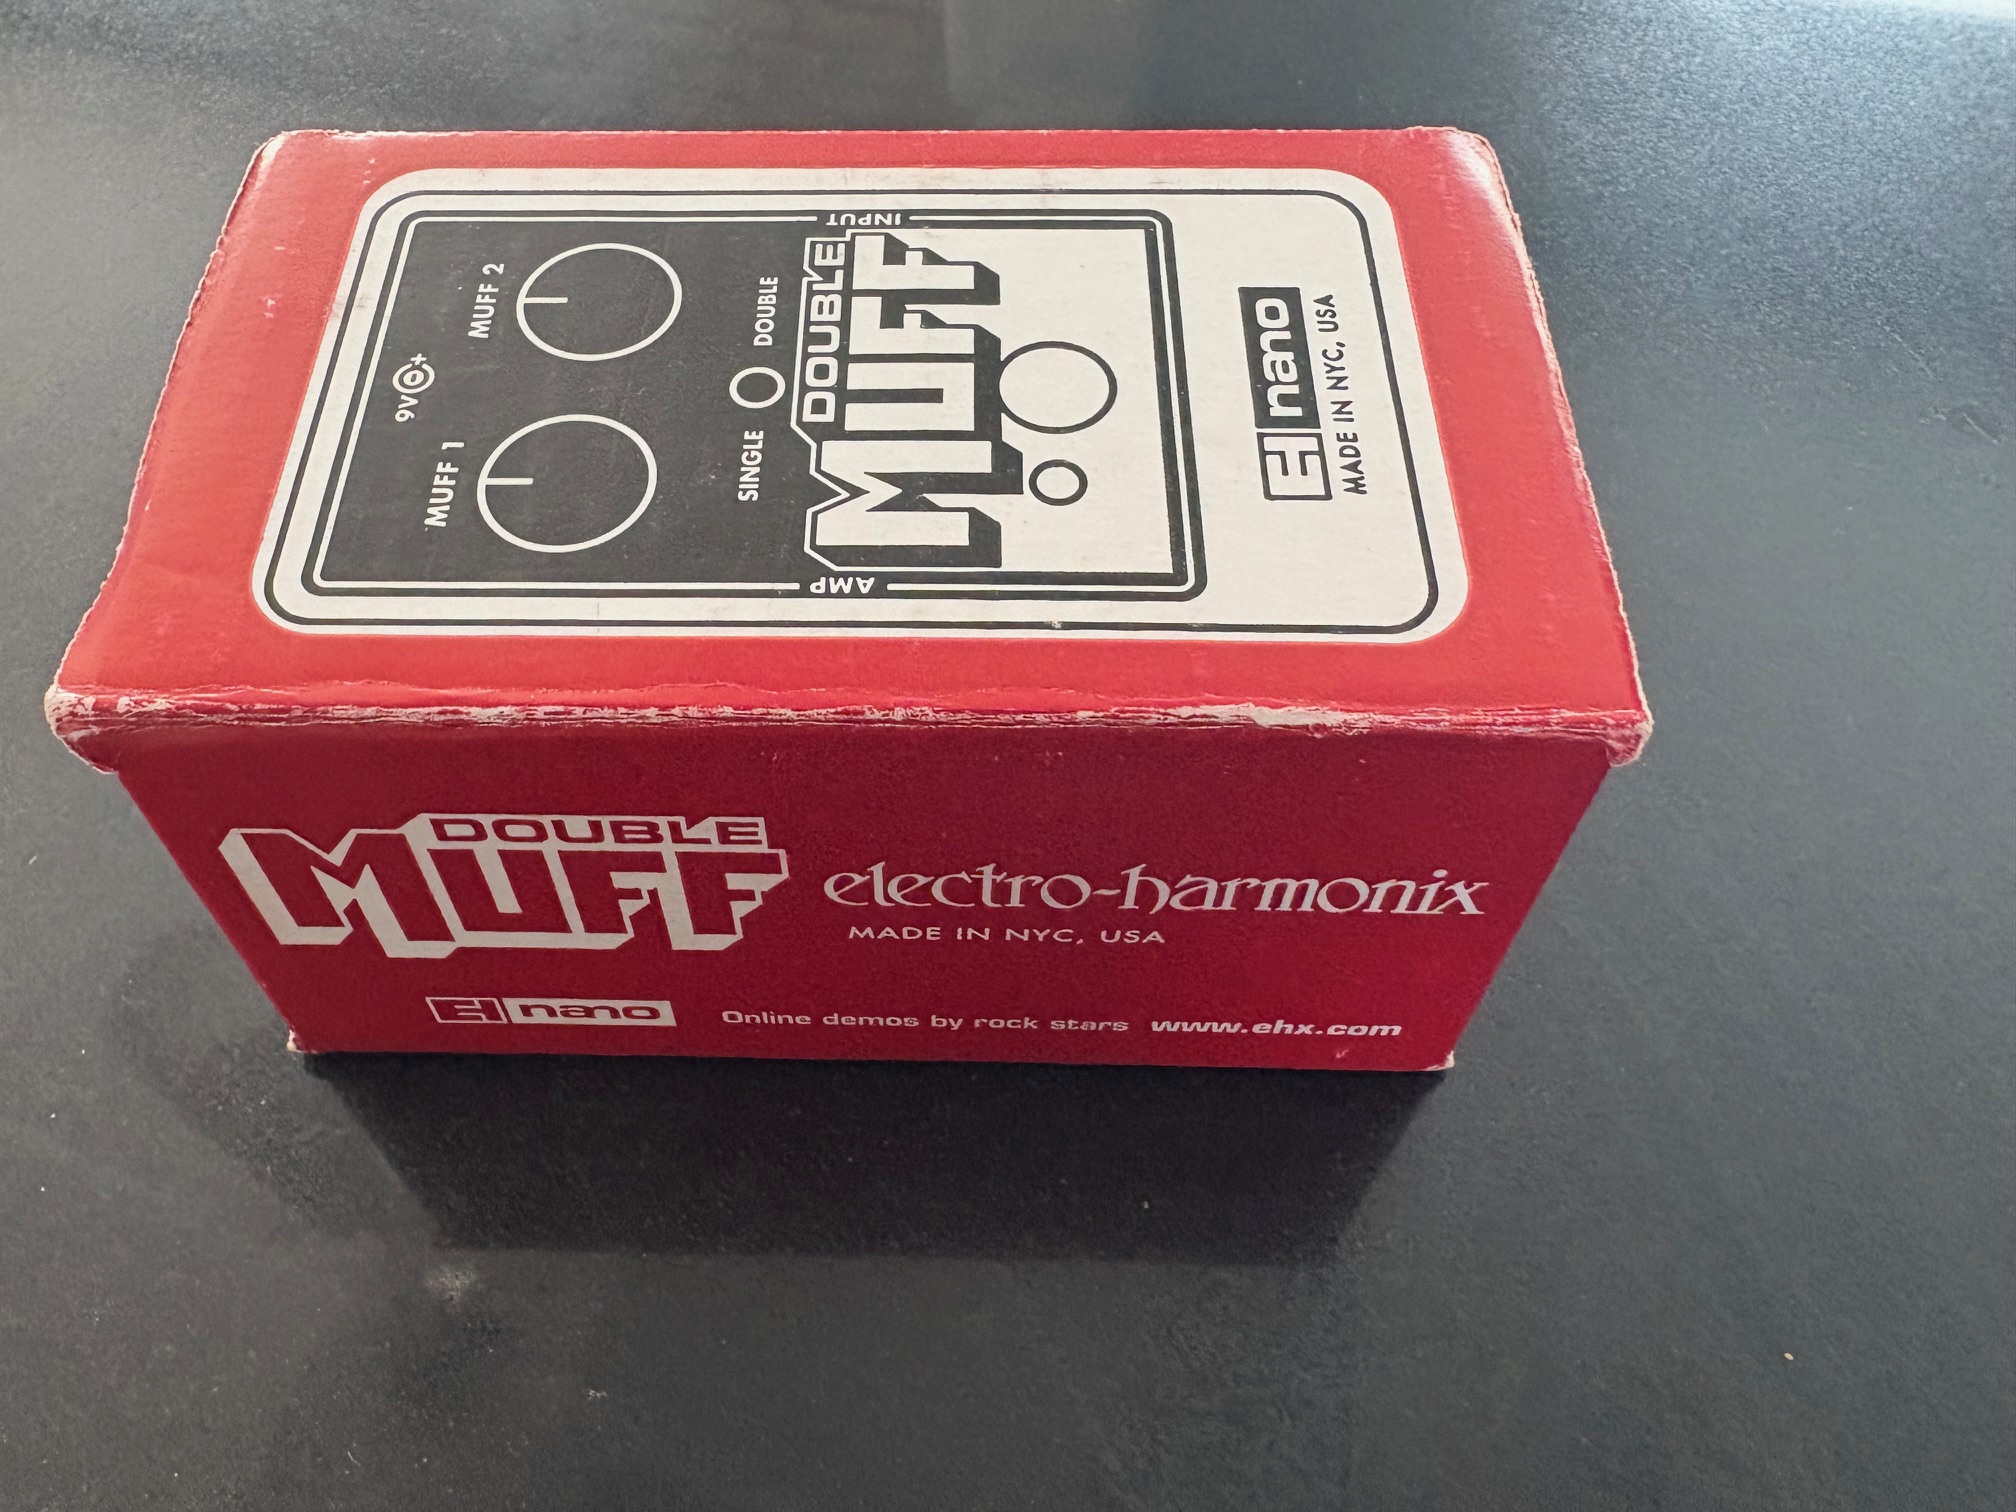 9V
MUFF 1
MUFF 2
SINGLE
DOUBLE
AMP
INPUT
DOUBLE
MUFF
EH nano
MADE IN NYC, USA
DOUBLE
MUFF
electro-harmonix
MADE IN NYC, USA
EH nano
Online demos by rock stars www.ehx.com